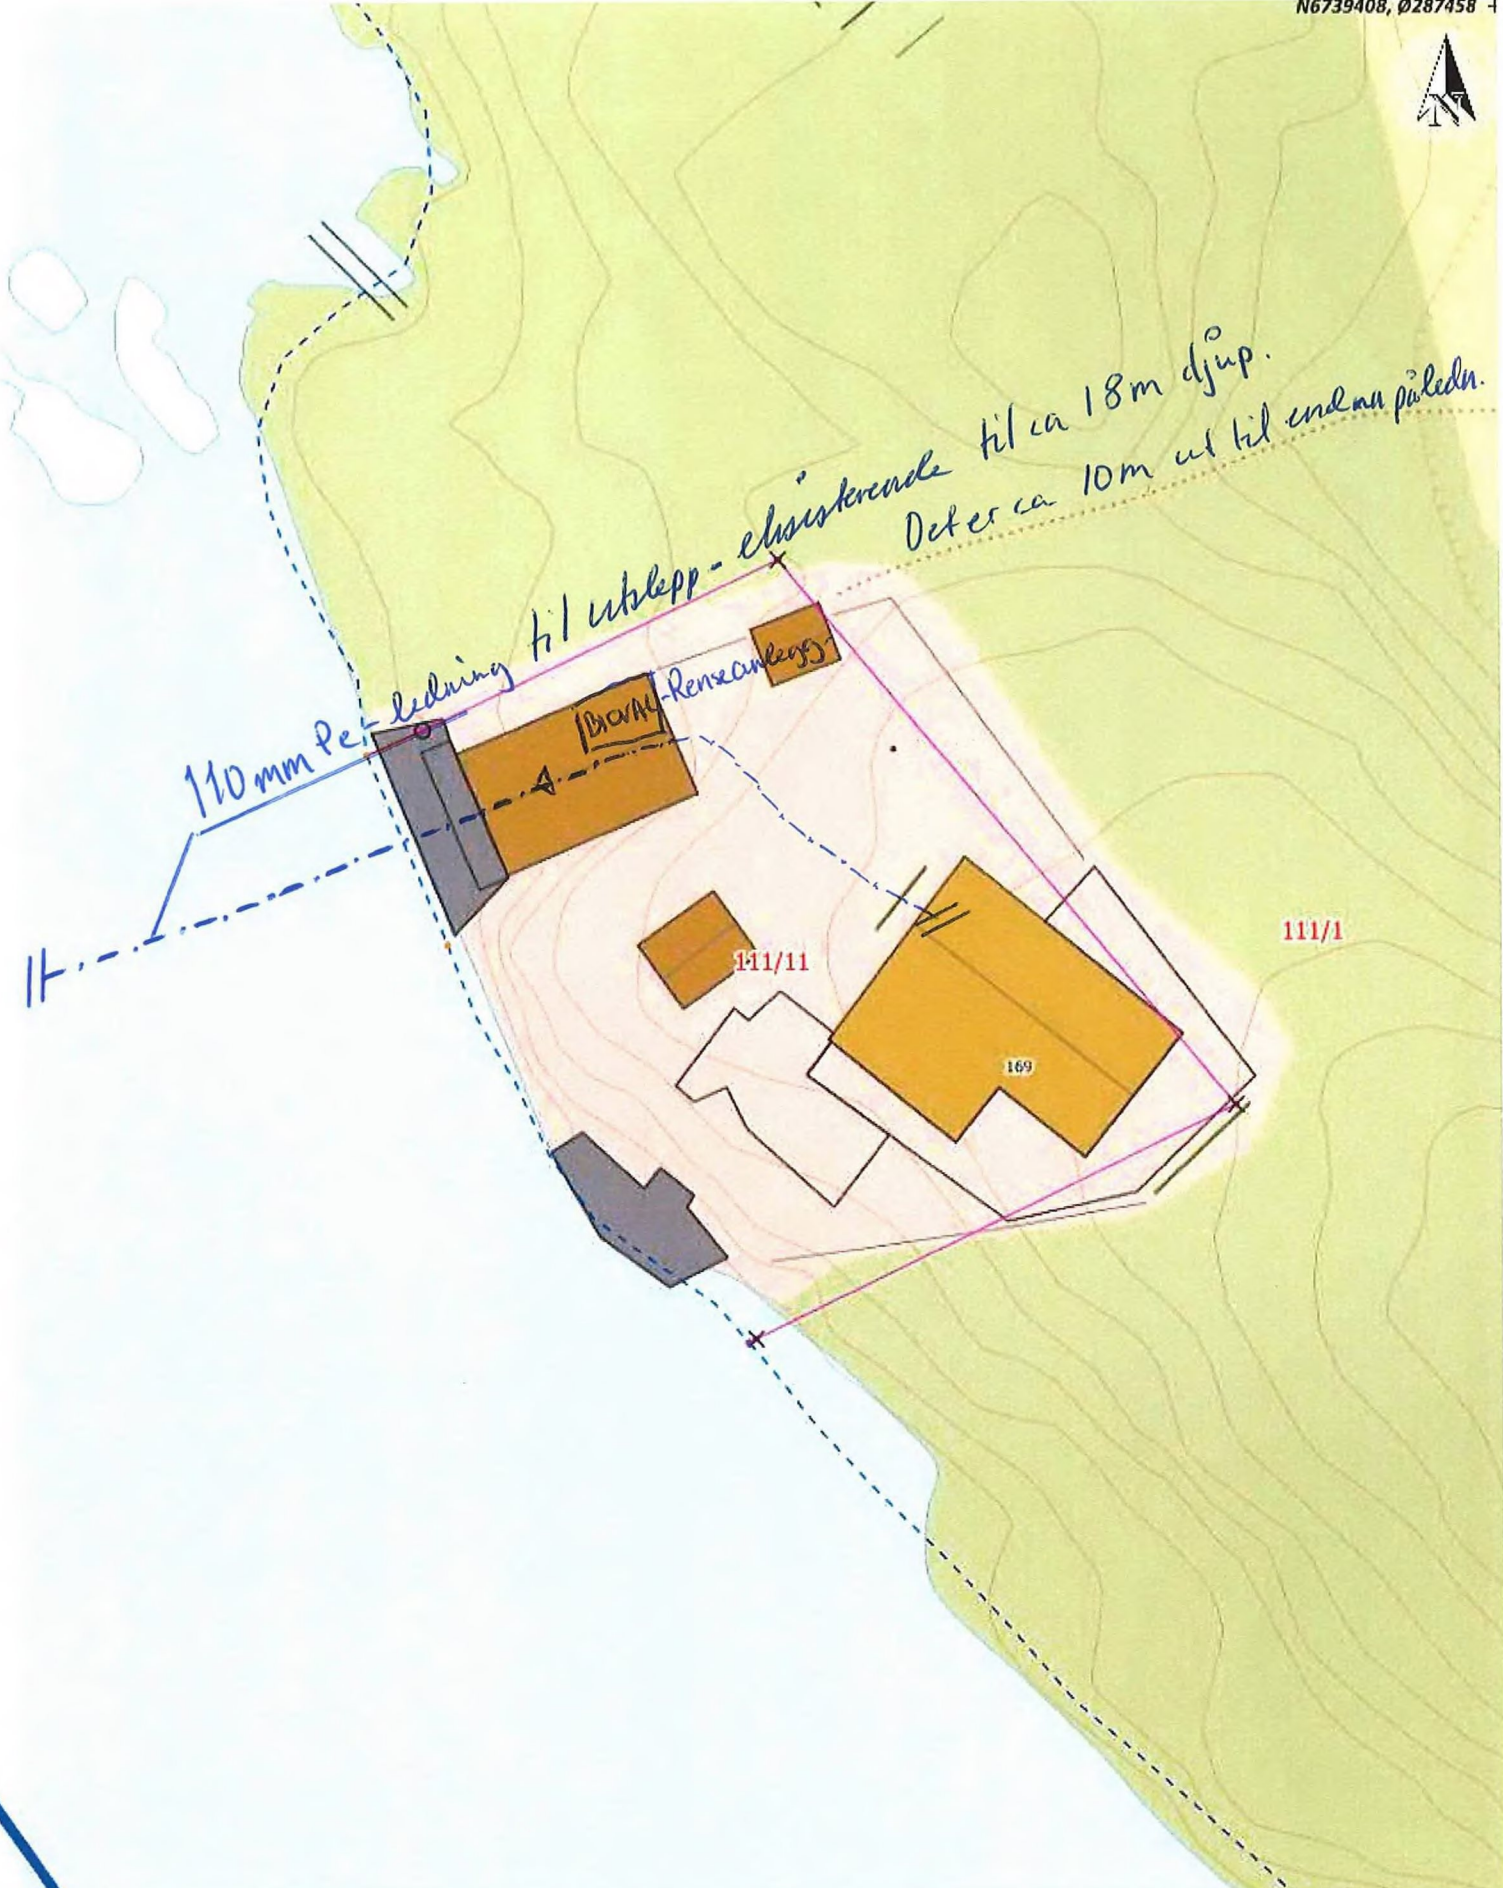 N6739408, Ø287458
N
110 mm Pe-ledning til utslepp - eksisterende til ca 18m djup.
Det er ca 10m ut til enden på ledn.
BIOVAC -Renseanlegg
111/1
111/11
169